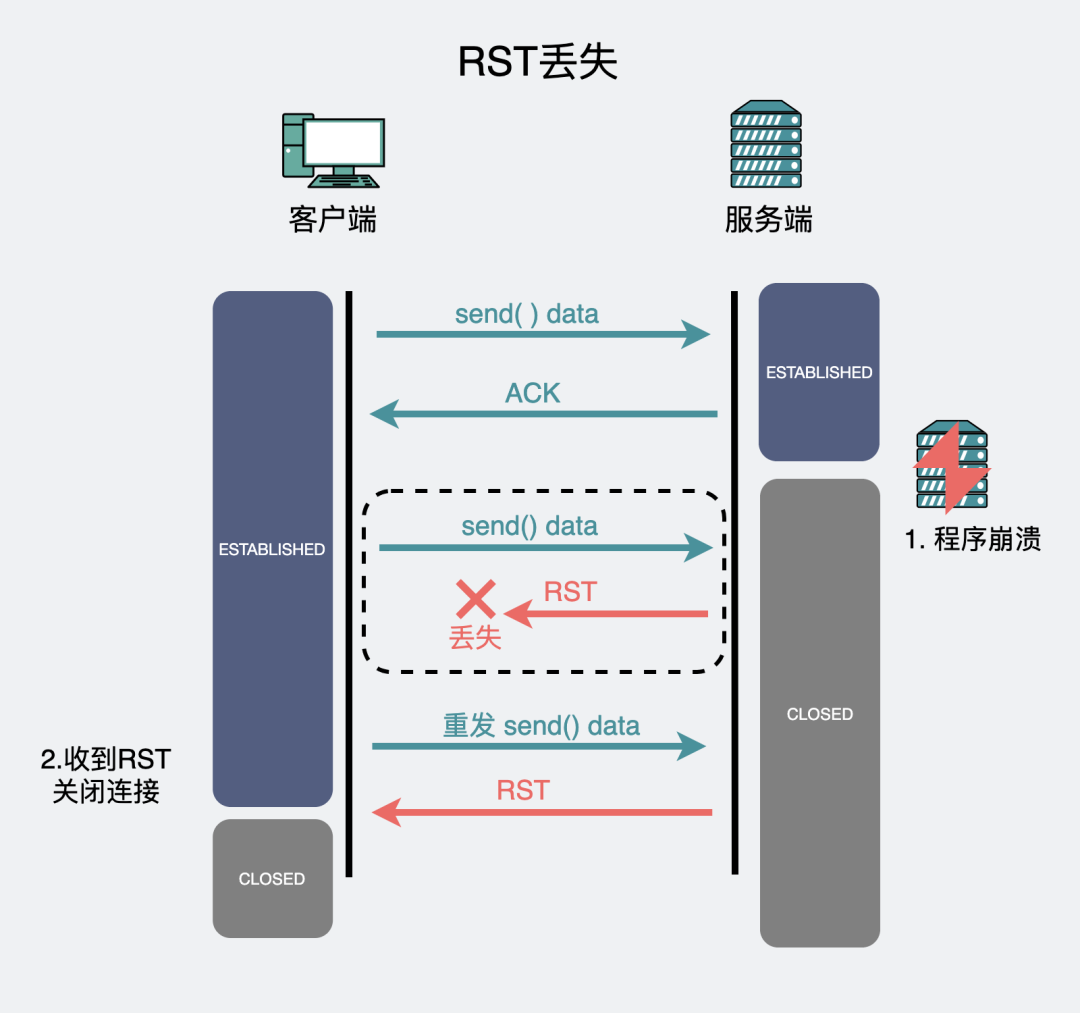 RST丢失
客户端
服务端
send( ) data
ESTABLISHED
ACK
send() data
ESTABLISHED
1. 程序崩溃
RST
丢失
CLOSED
重发 send() data
2.收到RST
关闭连接
RST
CLOSED